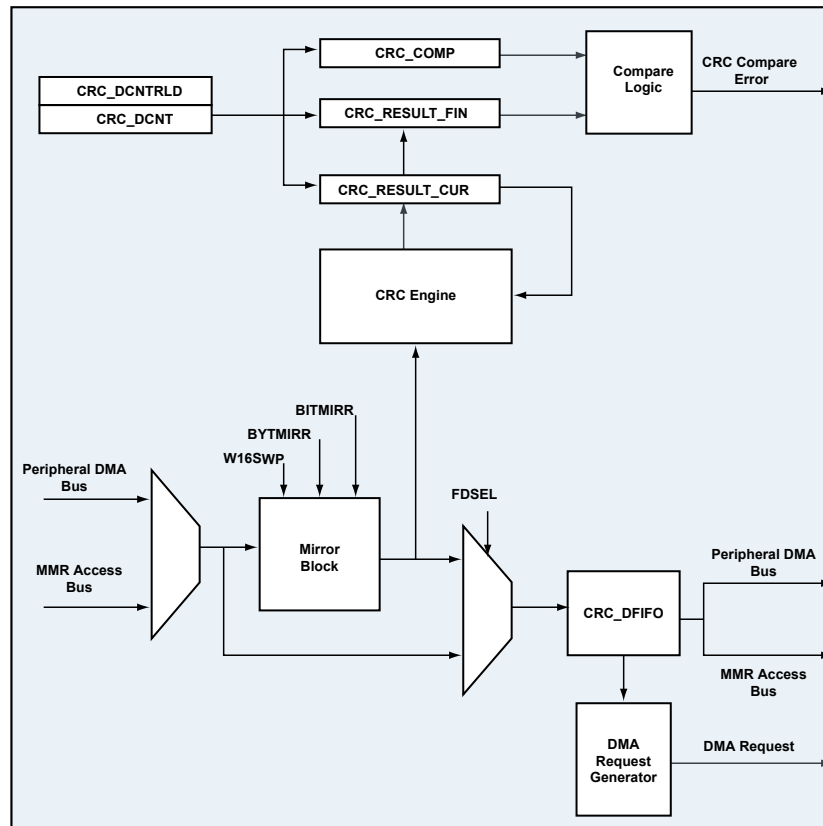 CRC_COMP
CRC_DCNTRLD
CRC_DCNT
CRC_RESULT_FIN
Compare
Logic
CRC Compare
Error
CRC_RESULT_CUR
CRC Engine
BITMIRR
BYTMIRR
W16SWP
Peripheral DMA
Bus
MMR Access
Bus
Mirror
Block
FDSEL
CRC_DFIFO
Peripheral DMA
Bus
MMR Access
Bus
DMA
Request
Generator
DMA Request